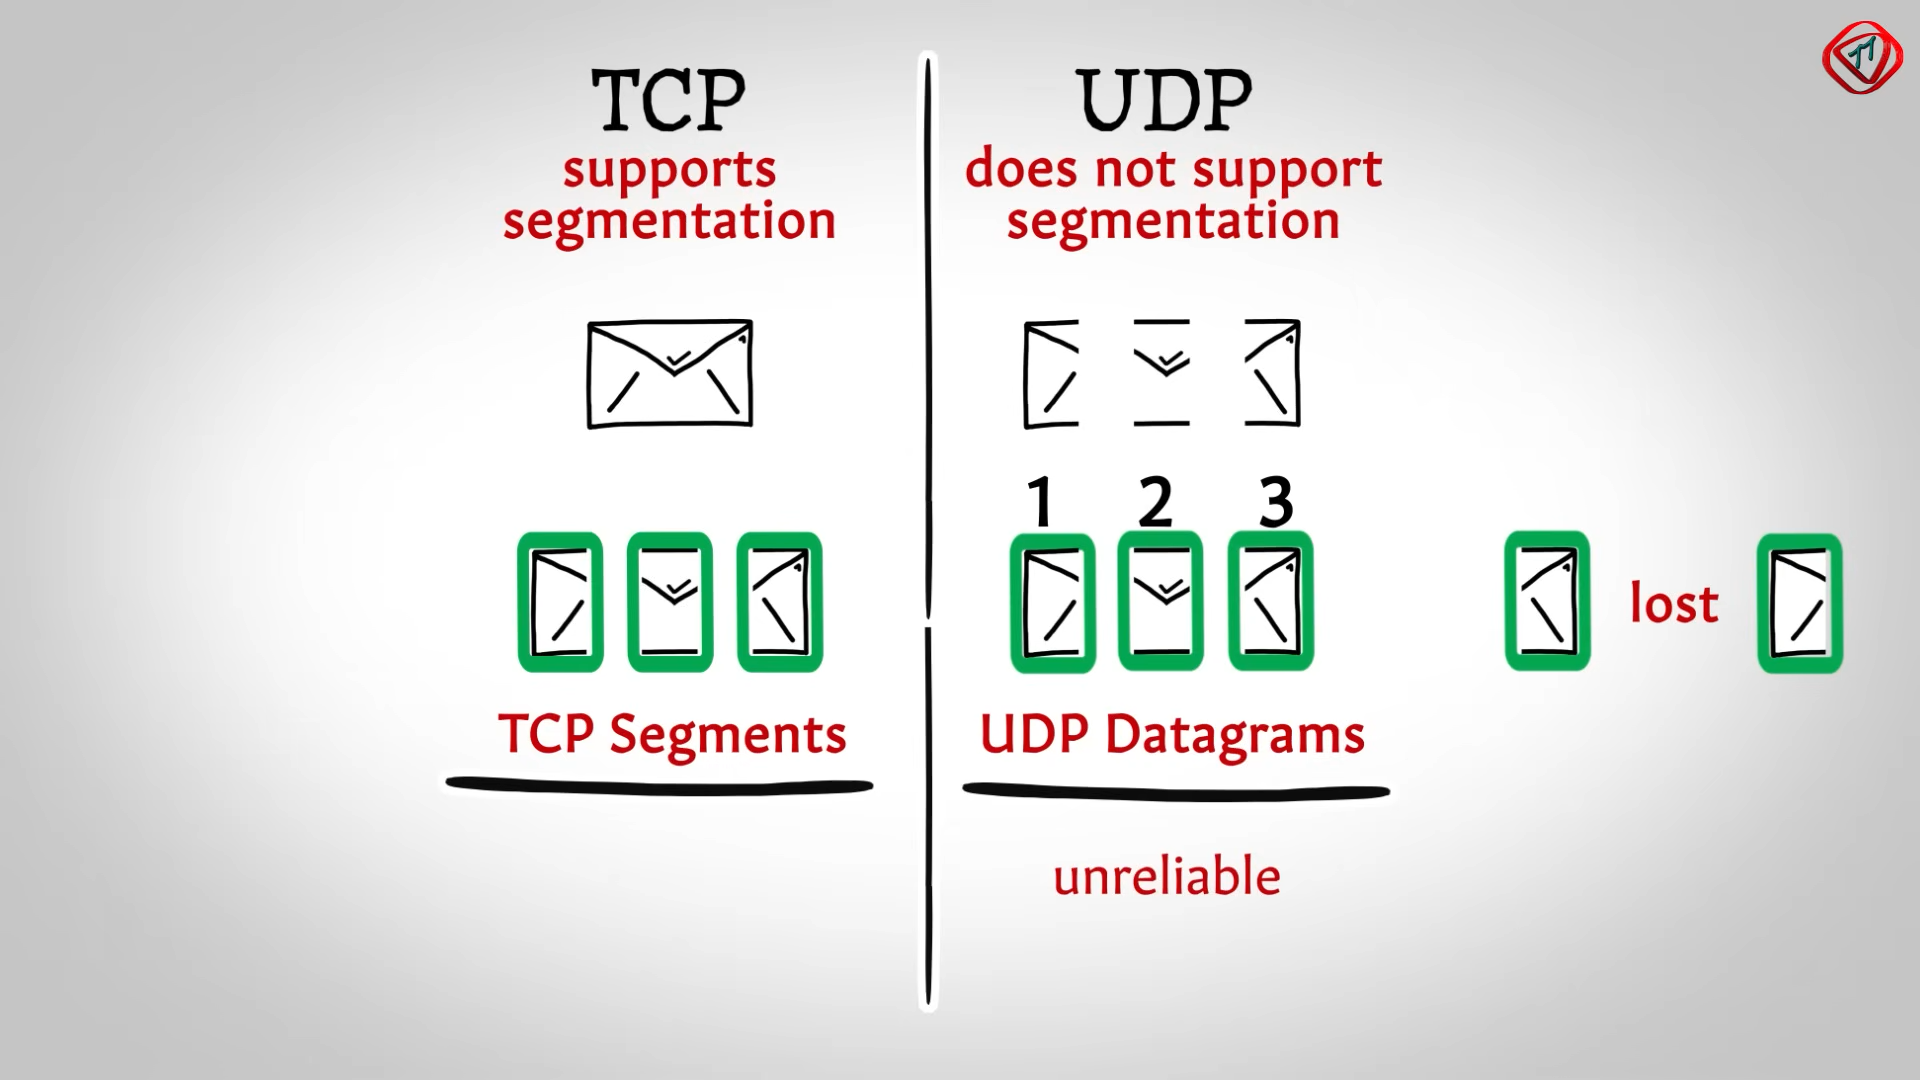 TCP
supports
segmentation
TCP Segments
UDP
does not support
segmentation
1 2 3
lost
UDP Datagrams
unreliable